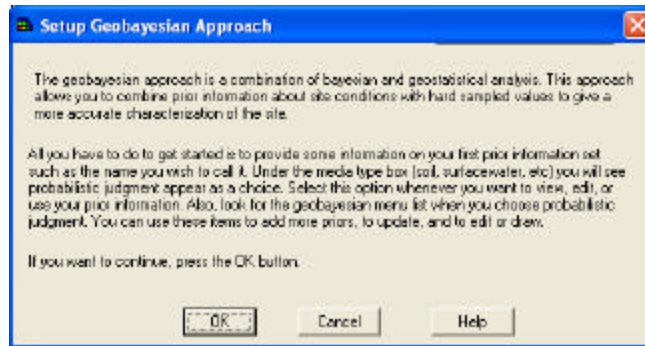 Setup Geobayesian Approach
The geobayesian approach is a combination of bayesian and geostatistical analysis. This approach
allows you to combine prior information about site conditions with hard sampled values to give a
more accurate characterization of the site.
All you have to do to get started is to provide some information on your first prior information set
such as the name you wish to call it. Under the media type box (soil, surfacewater, etc) you will see
probabilistic judgment appear as a choice. Select this option whenever you want to view, edit, or
use your prior information. Also, look for the geobayesian menu list when you choose probabilistic
judgment. You can use these items to add more priors, to update, and to edit or draw.
If you want to continue, press the OK button.
OK Cancel Help